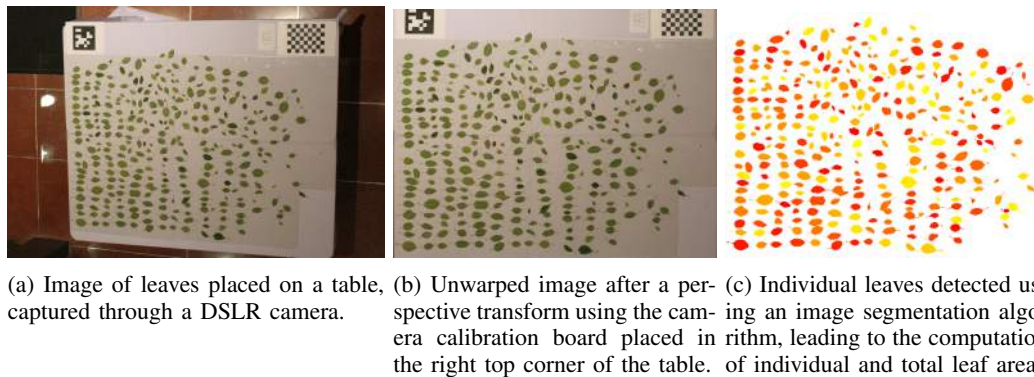 (a) Image of leaves placed on a table,
captured through a DSLR camera.
(b) Unwarped image after a per-
spective transform using the cam-
era calibration board placed in
the right top corner of the table.
(c) Individual leaves detected us
ing an image segmentation algo
rithm, leading to the computatio
of individual and total leaf area